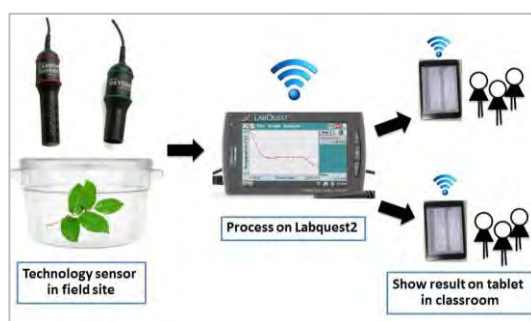 LABQUEST
Process on Labquest2
Technology sensor
in field site
Show result on tablet
in classroom